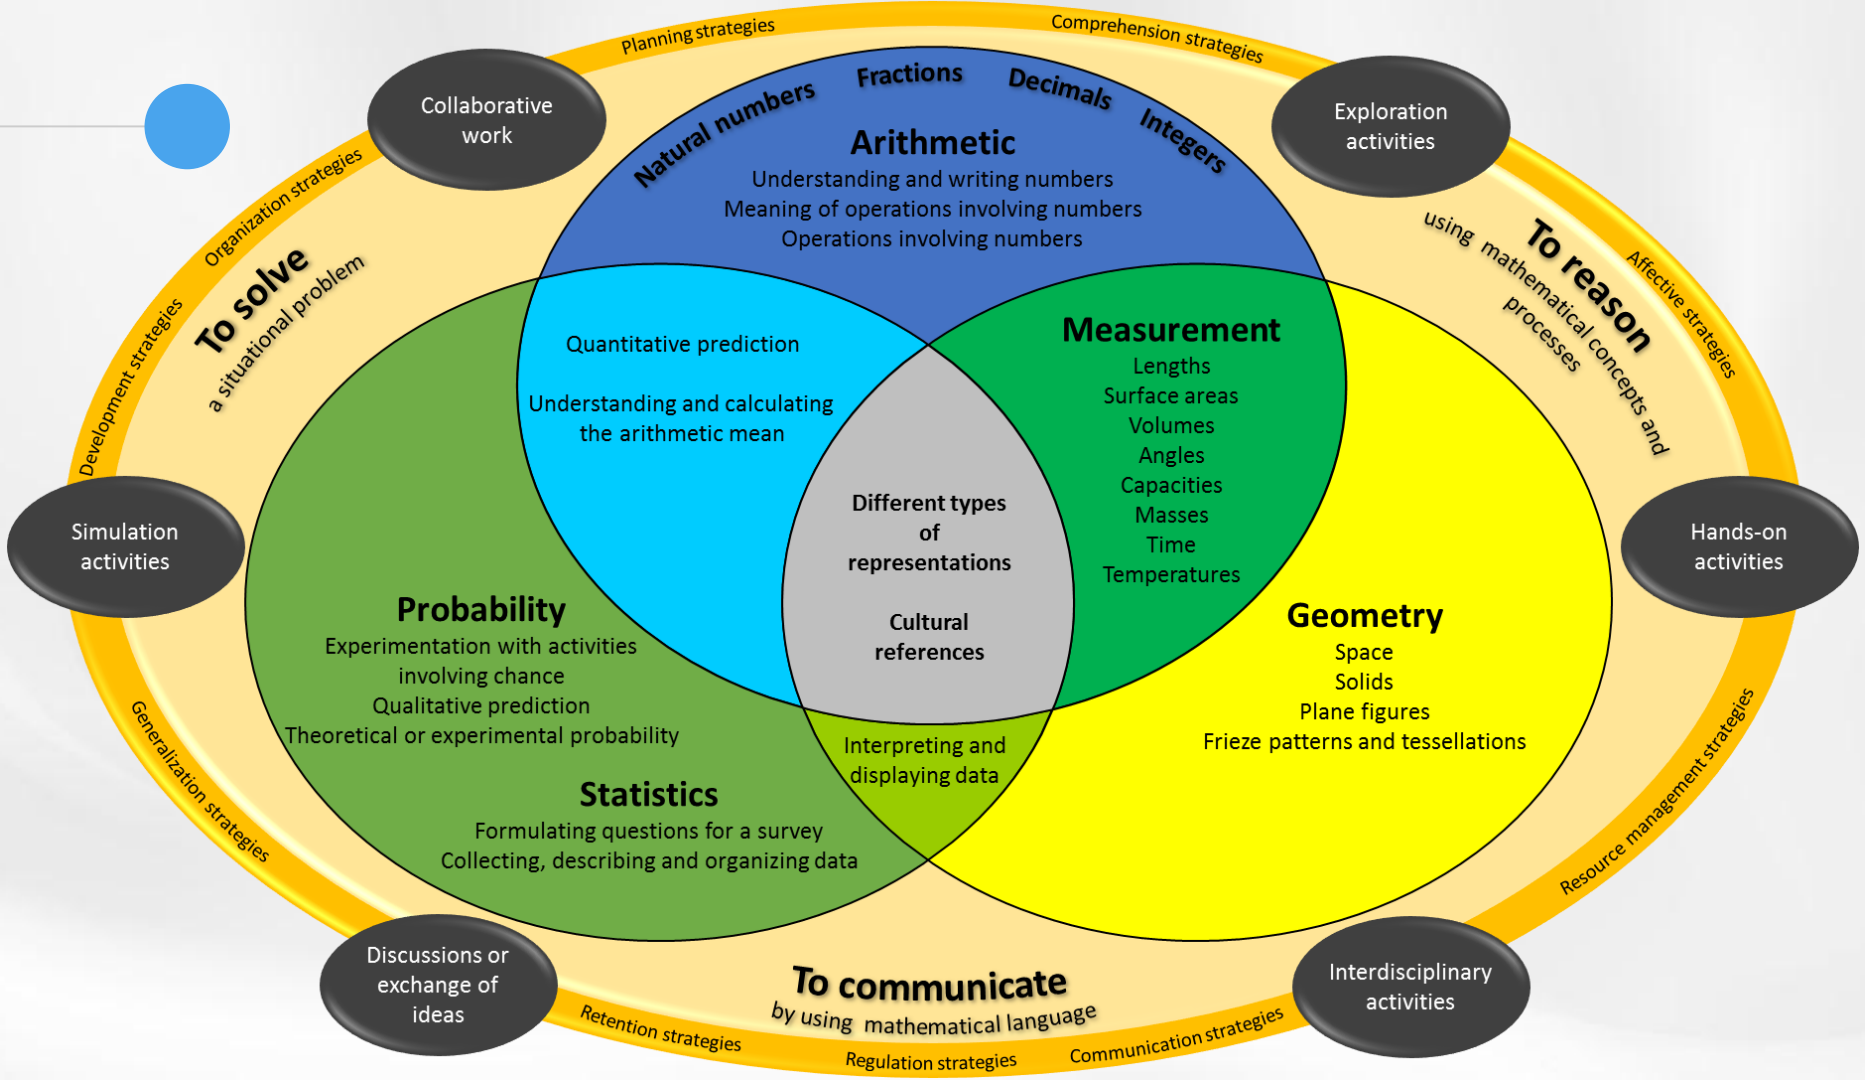 Planning strategies
Comprehension strategies
Collaborative
work
Exploration
activities
Organization strategies
Affective strategies
Development strategies
To solve
a situational problem
To reason
using mathematical concepts and
processes
Natural numbers
Fractions
Decimals
Integers
Arithmetic
Understanding and writing numbers
Meaning of operations involving numbers
Operations involving numbers
Quantitative prediction
Understanding and calculating
the arithmetic mean
Measurement
Lengths
Surface areas
Volumes
Angles
Capacities
Masses
Time
Temperatures
Different types
of
representations
Cultural
references
Simulation
activities
Hands-on
activities
Probability
Experimentation with activities
involving chance
Qualitative prediction
Theoretical or experimental probability
Statistics
Formulating questions for a survey
Collecting, describing and organizing data
Interpreting and
displaying data
Geometry
Space
Solids
Plane figures
Frieze patterns and tessellations
Generalization strategies
Resource management strategies
Discussions or
exchange of
ideas
To communicate
by using mathematical language
Interdisciplinary
activities
Retention strategies
Regulation strategies
Communication strategies